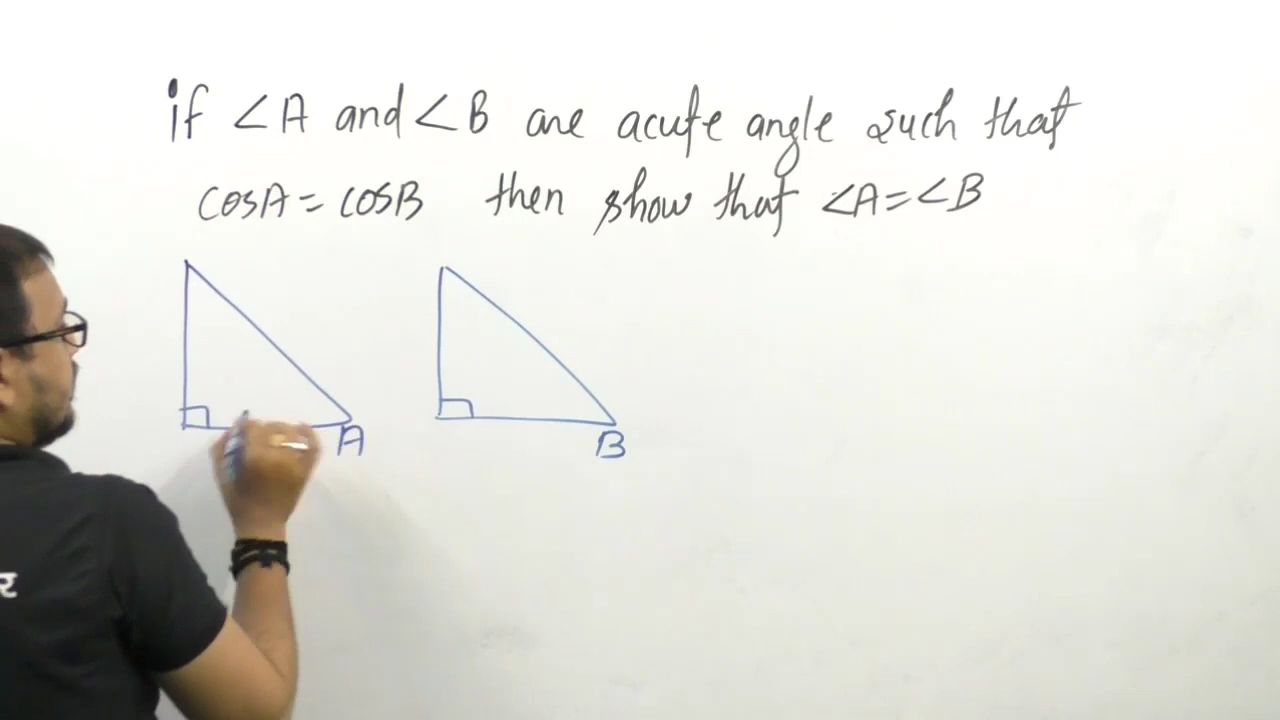 if ∠A and ∠B are acute angle such that
cosA = cosB then show that ∠A=∠B
A
B
र